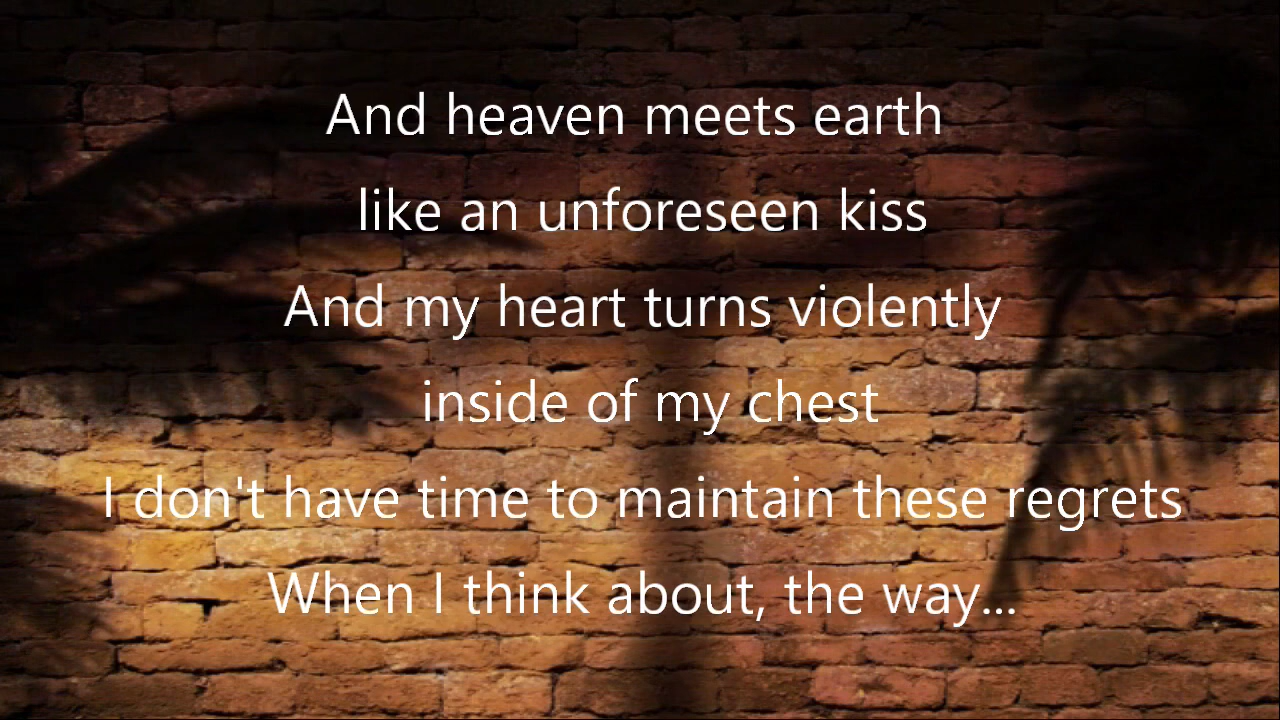 And heaven meets earth
like an unforeseen kiss
And my heart turns violently
inside of my chest
I don't have time to maintain these regrets
When I think about, the way...